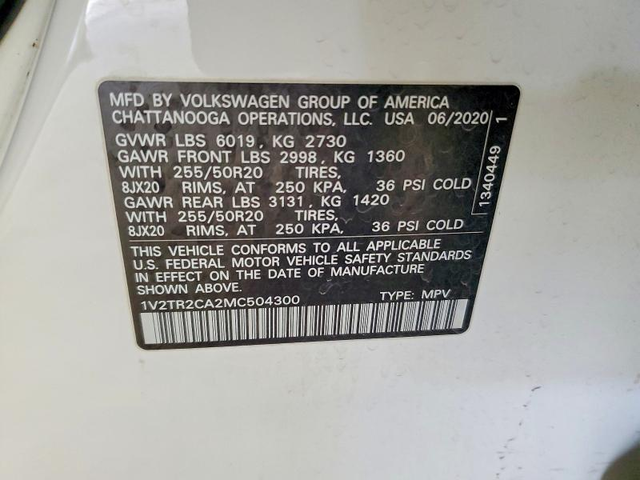 MFD BY VOLKSWAGEN GROUP OF AMERICA
CHATTANOOGA OPERATIONS, LLC. USA 06/2020
GVWR LBS 6019, KG 2730
GAWR FRONT LBS 2998, KG 1360
WITH 255/50R20 TIRES,
8JX20 RIMS, AT 250 KPA, 36 PSI COLD
GAWR REAR LBS 3131, KG 1420
WITH 255/50R20 TIRES,
8JX20 RIMS, AT 250 KPA, 36 PSI COLD
THIS VEHICLE CONFORMS TO ALL APPLICABLE
U.S. FEDERAL MOTOR VEHICLE SAFETY STANDARDS
IN EFFECT ON THE DATE OF MANUFACTURE
SHOWN ABOVE.
1V2TR2CA2MC504300 TYPE: MPV
1340449 1